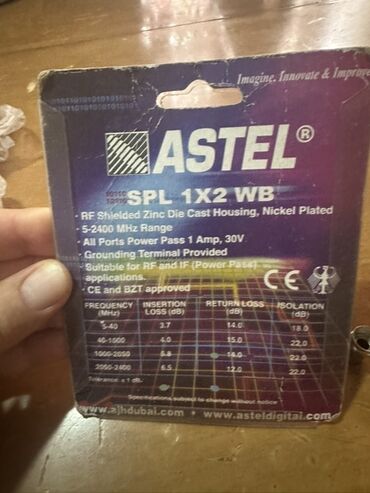 Imagine, Innovate & Improve
ASTEL®
SPL 1X2 WB
• RF Shielded Zinc Die Cast Housing, Nickel Plated
• 5-2400 MHz Range
• All Ports Power Pass 1 Amp, 30V
• Grounding Terminal Provided
• Suitable for RF and IF (Power Pass) applications.
• CE and BZT approved
CE
FREQUENCY (MHz) INSERTION LOSS (dB) RETURN LOSS (dB) ISOLATION (dB)
5-40 3.7 14.0 18.0
40-1000 4.0 15.0 22.0
1000-2050 5.8 14.0 22.0
2050-2400 6.5 12.0 22.0
Tolerance: ± 1 dB
Specifications subject to change without notice
www.ajhdubai.com • www.asteldigital.com